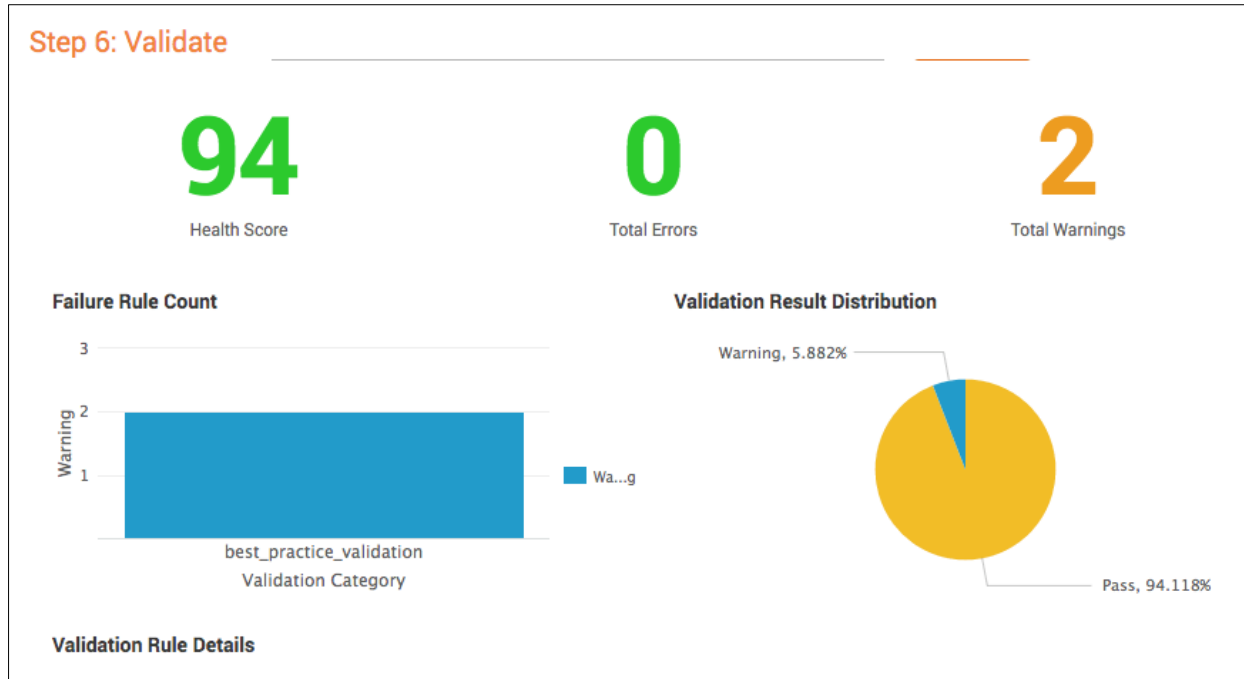 Step 6: Validate
94
0
2
Health Score
Total Errors
Total Warnings
Failure Rule Count
3
2
1
Warning
Wa...g
best_practice_validation
Validation Category
Validation Result Distribution
Warning, 5.882%
Pass, 94.118%
Validation Rule Details